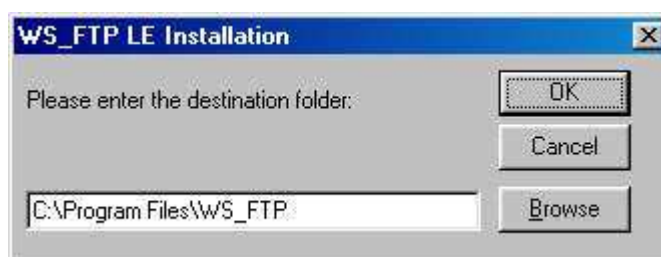 WS_FTP LE Installation
Please enter the destination folder:
OK
Cancel
C:\Program Files\WS_FTP
Browse